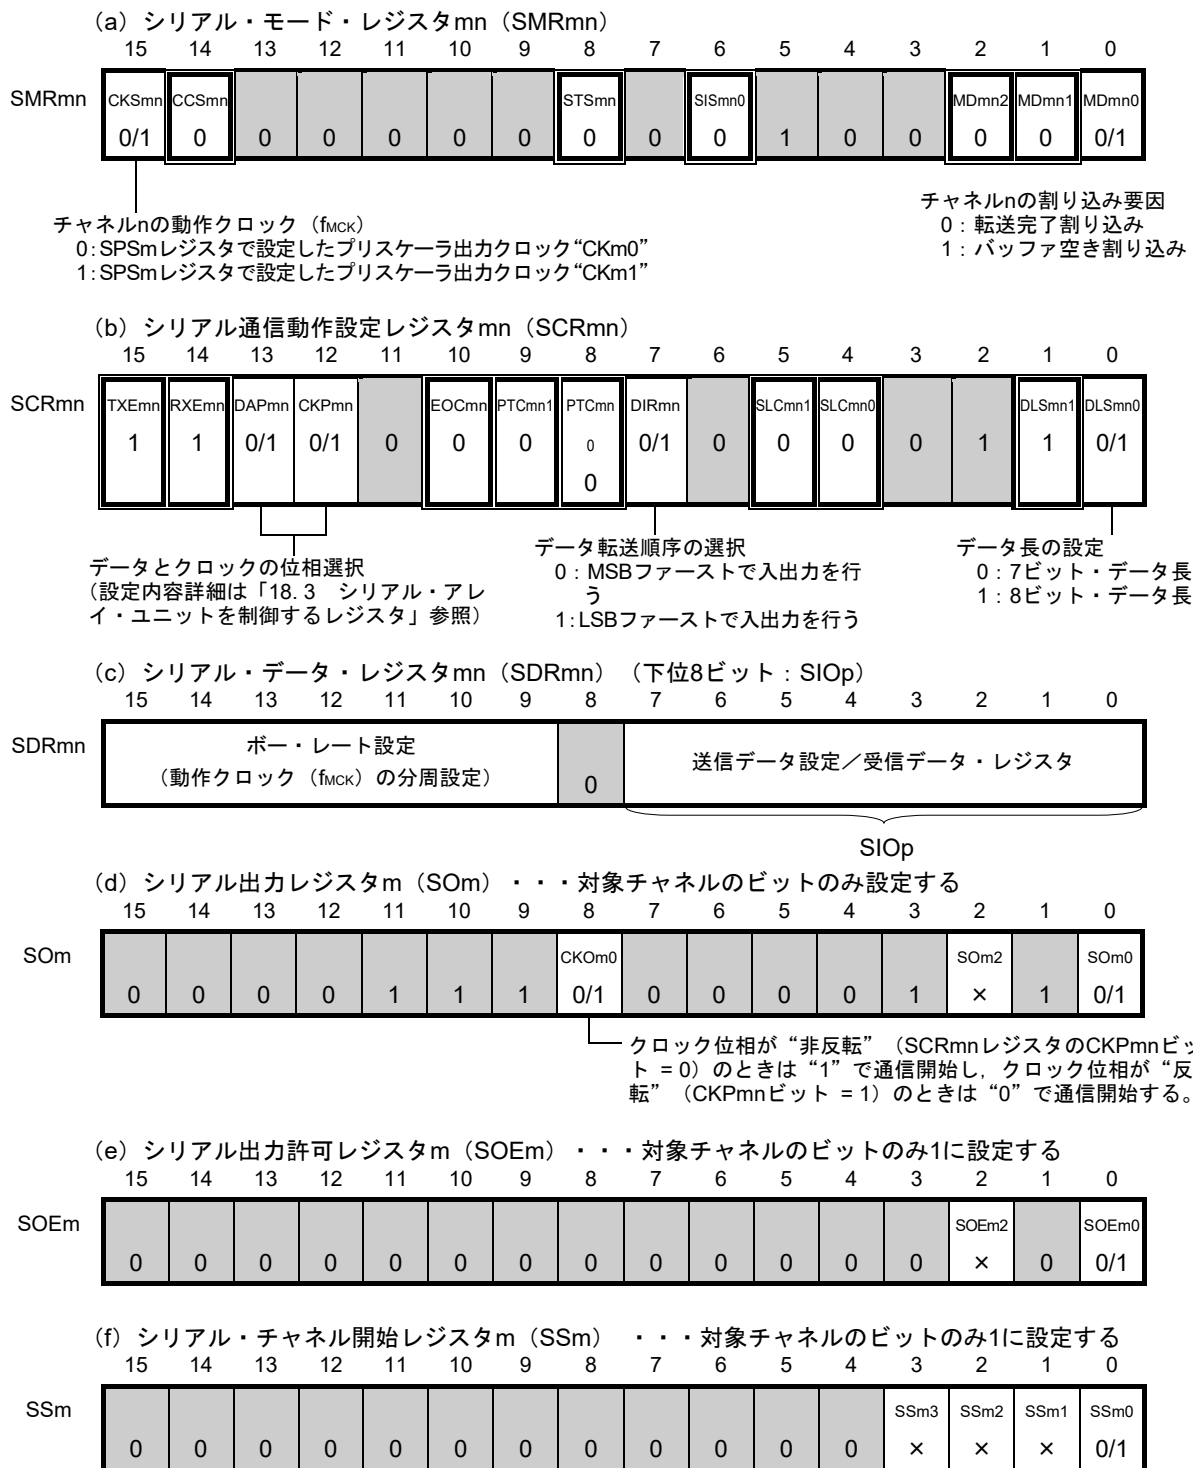 （a）シリアル・モード・レジスタmn（SMRmn）
15 14 13 12 11 10 9 8 7 6 5 4 3 2 1 0
SMRmn CKSmn CCSmn STSmn SISmn0 MDmn2 MDmn1 MDmn0
0/1 0 0 0 0 0 0 0 0 0 1 0 0 0 0 0/1
チャネルnの動作クロック（fMCK）
0：SPSmレジスタで設定したプリスケーラ出力クロック“CKm0”
1：SPSmレジスタで設定したプリスケーラ出力クロック“CKm1”
チャネルnの割り込み要因
0：転送完了割り込み
1：バッファ空き割り込み
（b）シリアル通信動作設定レジスタmn（SCRmn）
15 14 13 12 11 10 9 8 7 6 5 4 3 2 1 0
SCRmn TXEmn RXEmn DAPmn CKPmn EOCmn PTCmn1 PTCmn DIRmn SLCmn1 SLCmn0 DLSmn1 DLSmn0
1 1 0/1 0/1 0 0 0 0 0/1 0 0 0 0 1 1 0/1
0
データとクロックの位相選択
（設定内容詳細は「18. 3　シリアル・アレ
イ・ユニットを制御するレジスタ」参照）
データ転送順序の選択
0：MSBファーストで入出力を行
う
1：LSBファーストで入出力を行う
データ長の設定
0：7ビット・データ長
1：8ビット・データ長
（c）シリアル・データ・レジスタmn（SDRmn）（下位8ビット：SIOp）
15 14 13 12 11 10 9 8 7 6 5 4 3 2 1 0
SDRmn
ボー・レート設定
（動作クロック（fMCK）の分周設定）
0
送信データ設定／受信データ・レジスタ
SIOp
（d）シリアル出力レジスタm（SOm）・・・対象チャネルのビットのみ設定する
15 14 13 12 11 10 9 8 7 6 5 4 3 2 1 0
SOm CKOm0 SOm2 SOm0
0 0 0 0 1 1 1 0/1 0 0 0 0 1 × 1 0/1
クロック位相が“非反転”（SCRmnレジスタのCKPmnビッ
ト = 0）のときは“1”で通信開始し，クロック位相が“反
転”（CKPmnビット = 1）のときは“0”で通信開始する。
（e）シリアル出力許可レジスタm（SOEm）・・・対象チャネルのビットのみ1に設定する
15 14 13 12 11 10 9 8 7 6 5 4 3 2 1 0
SOEm SOEm2 SOEm0
0 0 0 0 0 0 0 0 0 0 0 0 0 × 0 0/1
（f）シリアル・チャネル開始レジスタm（SSm）・・・対象チャネルのビットのみ1に設定する
15 14 13 12 11 10 9 8 7 6 5 4 3 2 1 0
SSm SSm3 SSm2 SSm1 SSm0
0 0 0 0 0 0 0 0 0 0 0 0 × × × 0/1